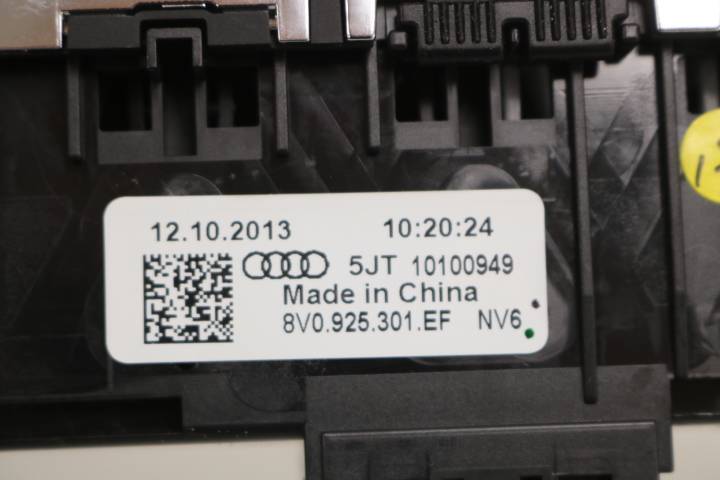 12.10.2013 10:20:24
5JT 10100949
Made in China
8V0.925.301.EF NV6